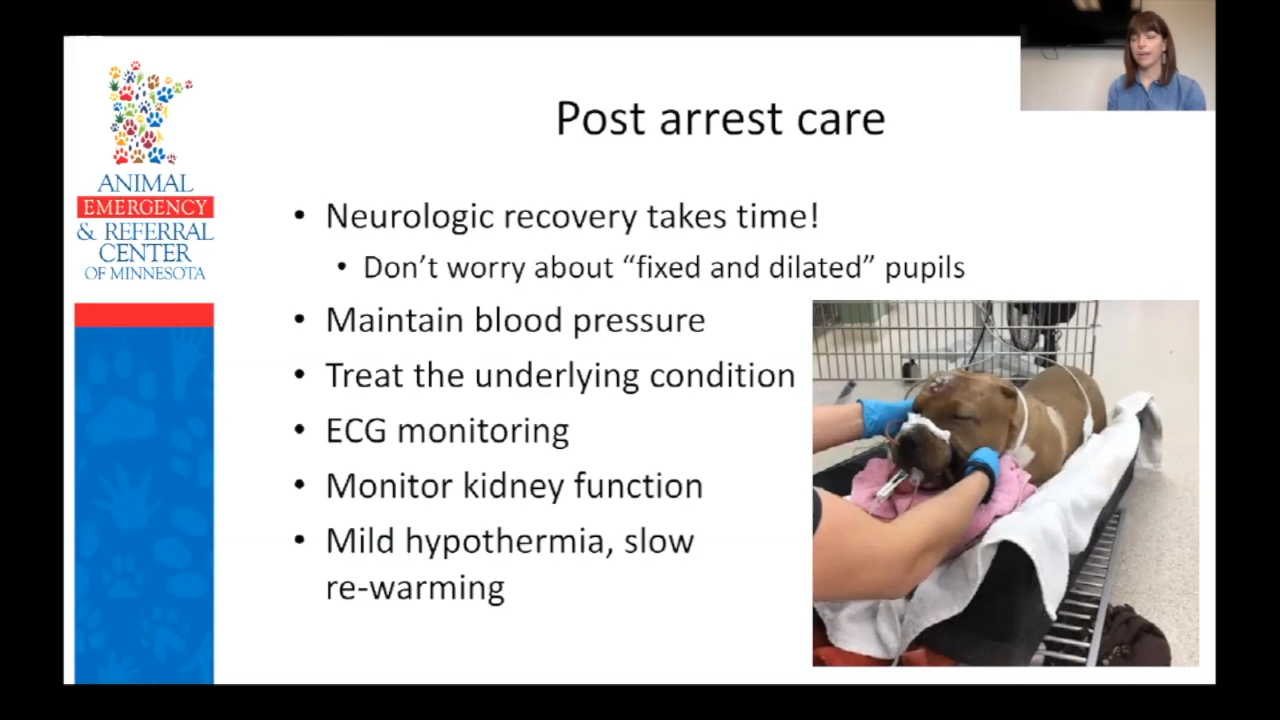 Post arrest care
ANIMAL
EMERGENCY
& REFERRAL
CENTER
OF MINNESOTA
• Neurologic recovery takes time!
• Don’t worry about “fixed and dilated” pupils
• Maintain blood pressure
• Treat the underlying condition
• ECG monitoring
• Monitor kidney function
• Mild hypothermia, slow
re-warming